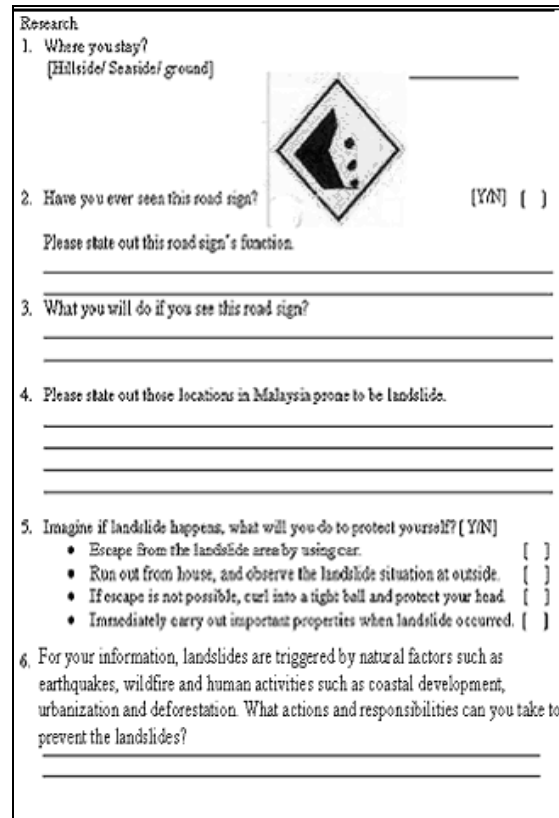 Research
1. Where you stay?
[Hillside/ Seaside/ ground]
2. Have you ever seen this road sign? [Y/N] [ ]
Please state out this road sign's function.
3. What you will do if you see this road sign?
4. Please state out those locations in Malaysia prone to be landslide.
5. Imagine if landslide happens, what will you do to protect yourself? [ Y/N]
• Escape from the landslide area by using car. [ ]
• Run out from house, and observe the landslide situation at outside. [ ]
• If escape is not possible, curl into a tight ball and protect your head. [ ]
• Immediately carry out important properties when landslide occurred. [ ]
6. For your information, landslides are triggered by natural factors such as
earthquakes, wildfire and human activities such as coastal development,
urbanization and deforestation. What actions and responsibilities can you take to
prevent the landslides?